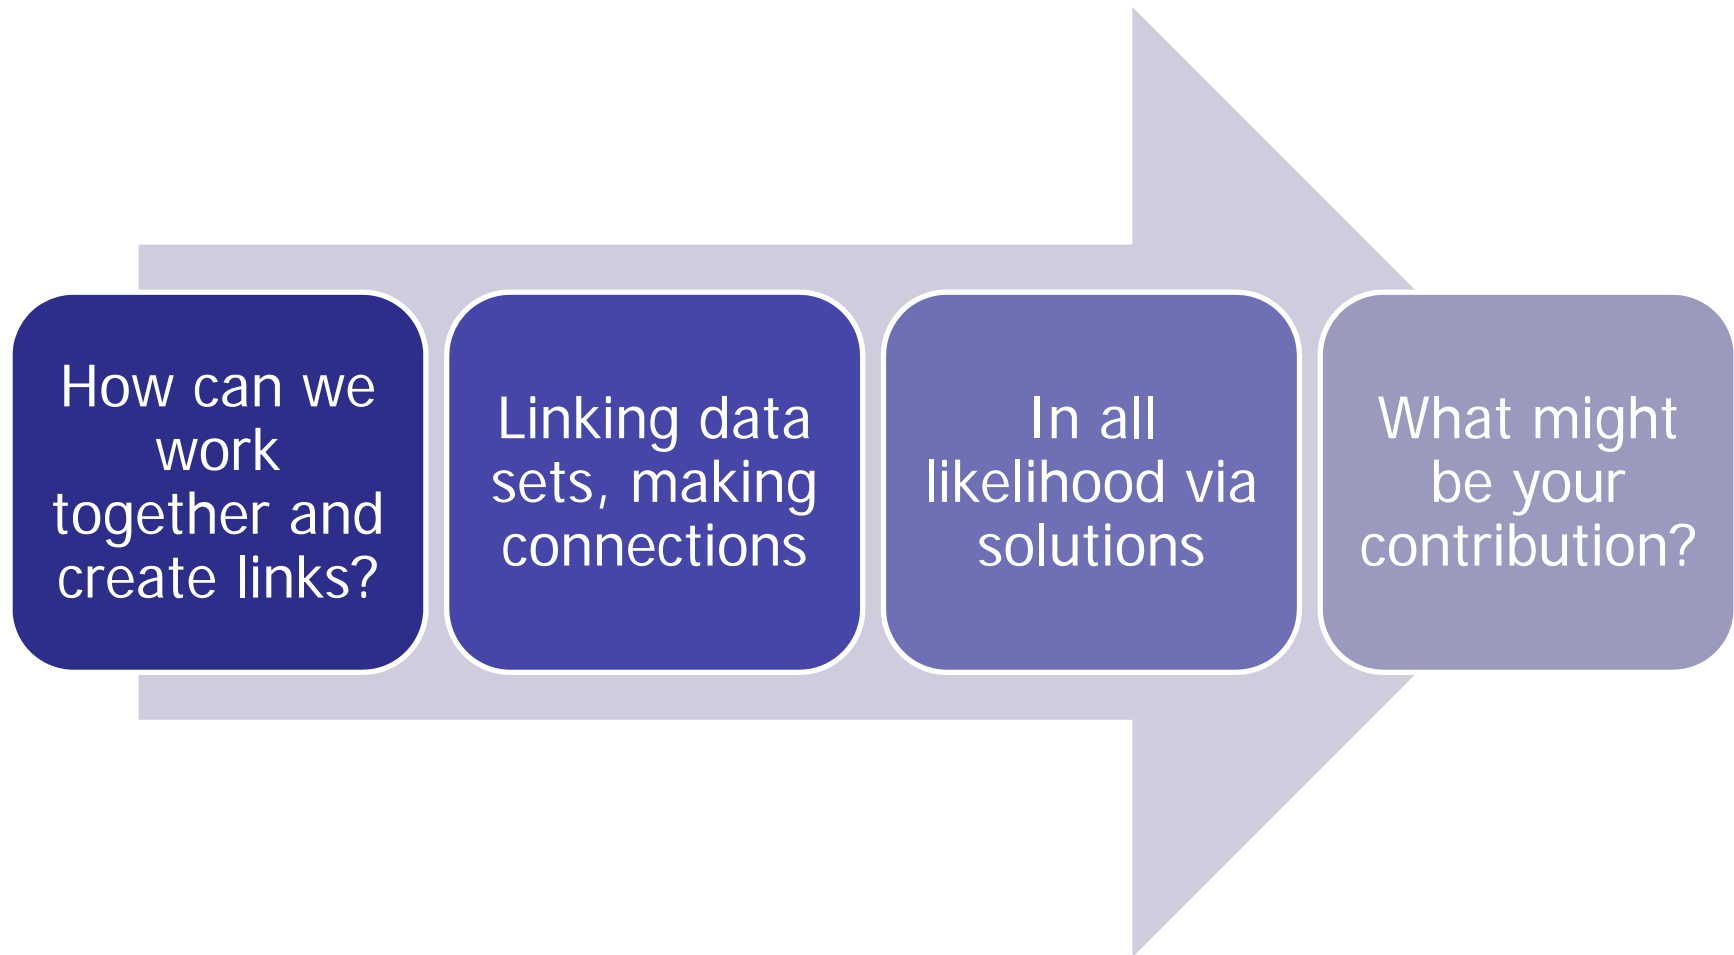 How can we
work
together and
create links?
Linking data
sets, making
connections
In all
likelihood via
solutions
What might
be your
contribution?